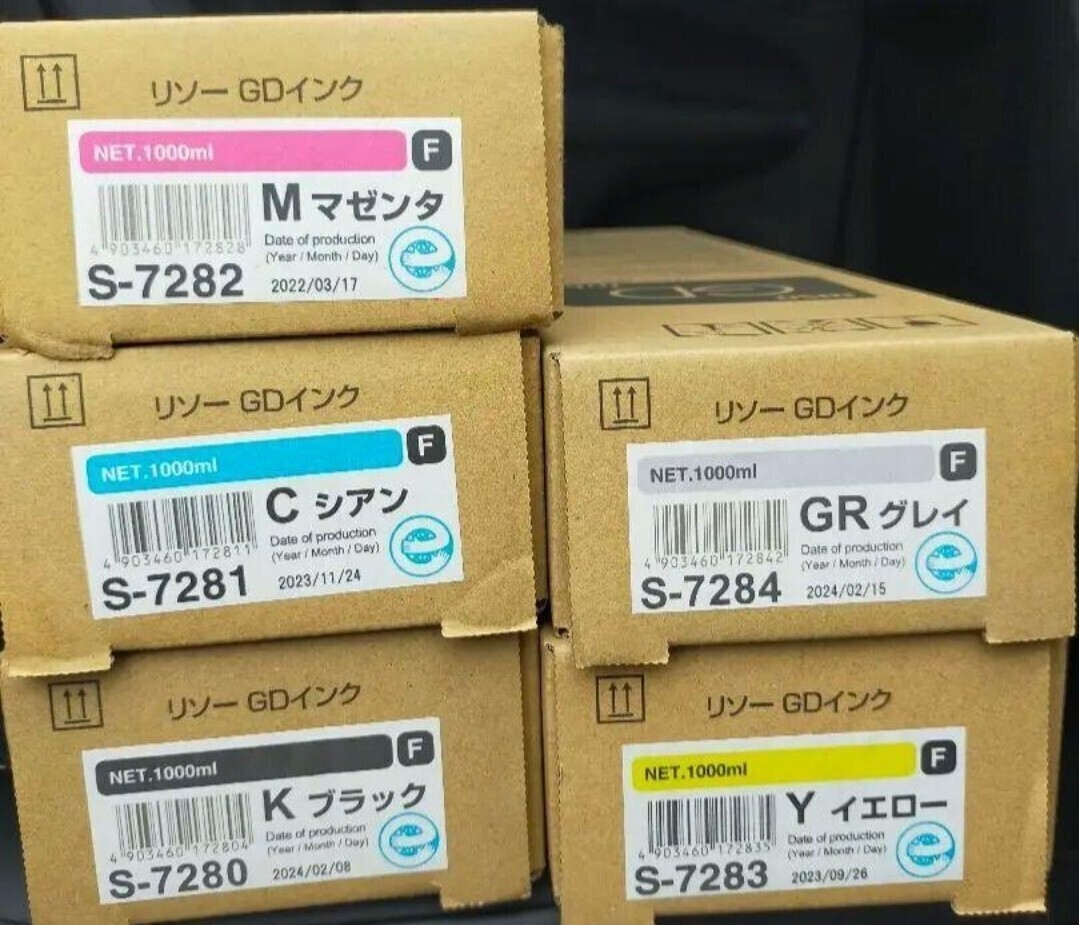 リソー GDインク
NET.1000ml F
M マゼンタ
Date of production
(Year / Month / Day)
4 903460 172828
S-7282 2022/03/17
リソー GDインク
NET.1000ml F
C シアン
Date of production
(Year / Month / Day)
4 903460 172811
S-7281 2023/11/24
リソー GDインク
NET.1000ml F
K ブラック
Date of production
(Year / Month / Day)
4 903460 172804
S-7280 2024/02/08
リソー GDインク
NET.1000ml F
GR グレイ
Date of production
(Year / Month / Day)
4 903460 172842
S-7284 2024/02/15
リソー GDインク
NET.1000ml F
Y イエロー
Date of production
(Year / Month / Day)
4 903460 172835
S-7283 2023/09/26